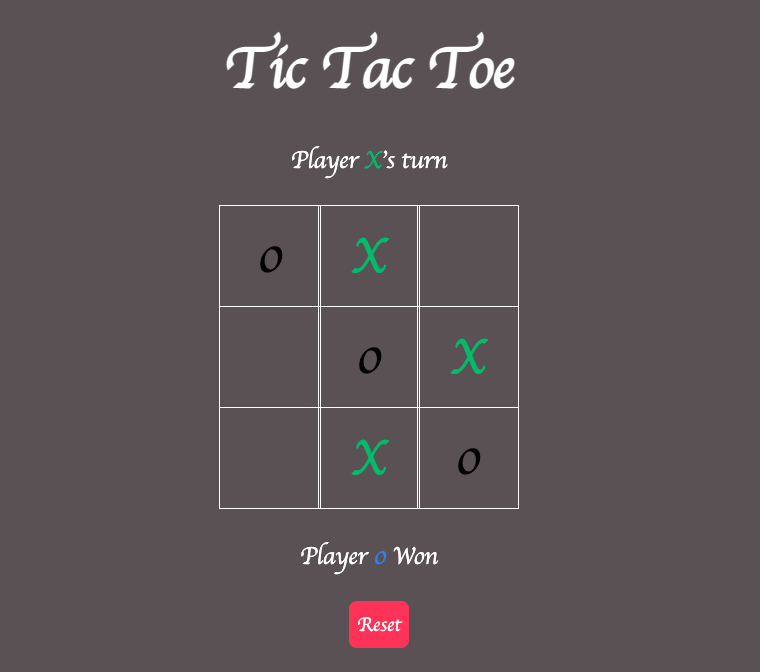 Tic Tac Toe
Player X's turn
o X
o X
X o
Player o Won
Reset